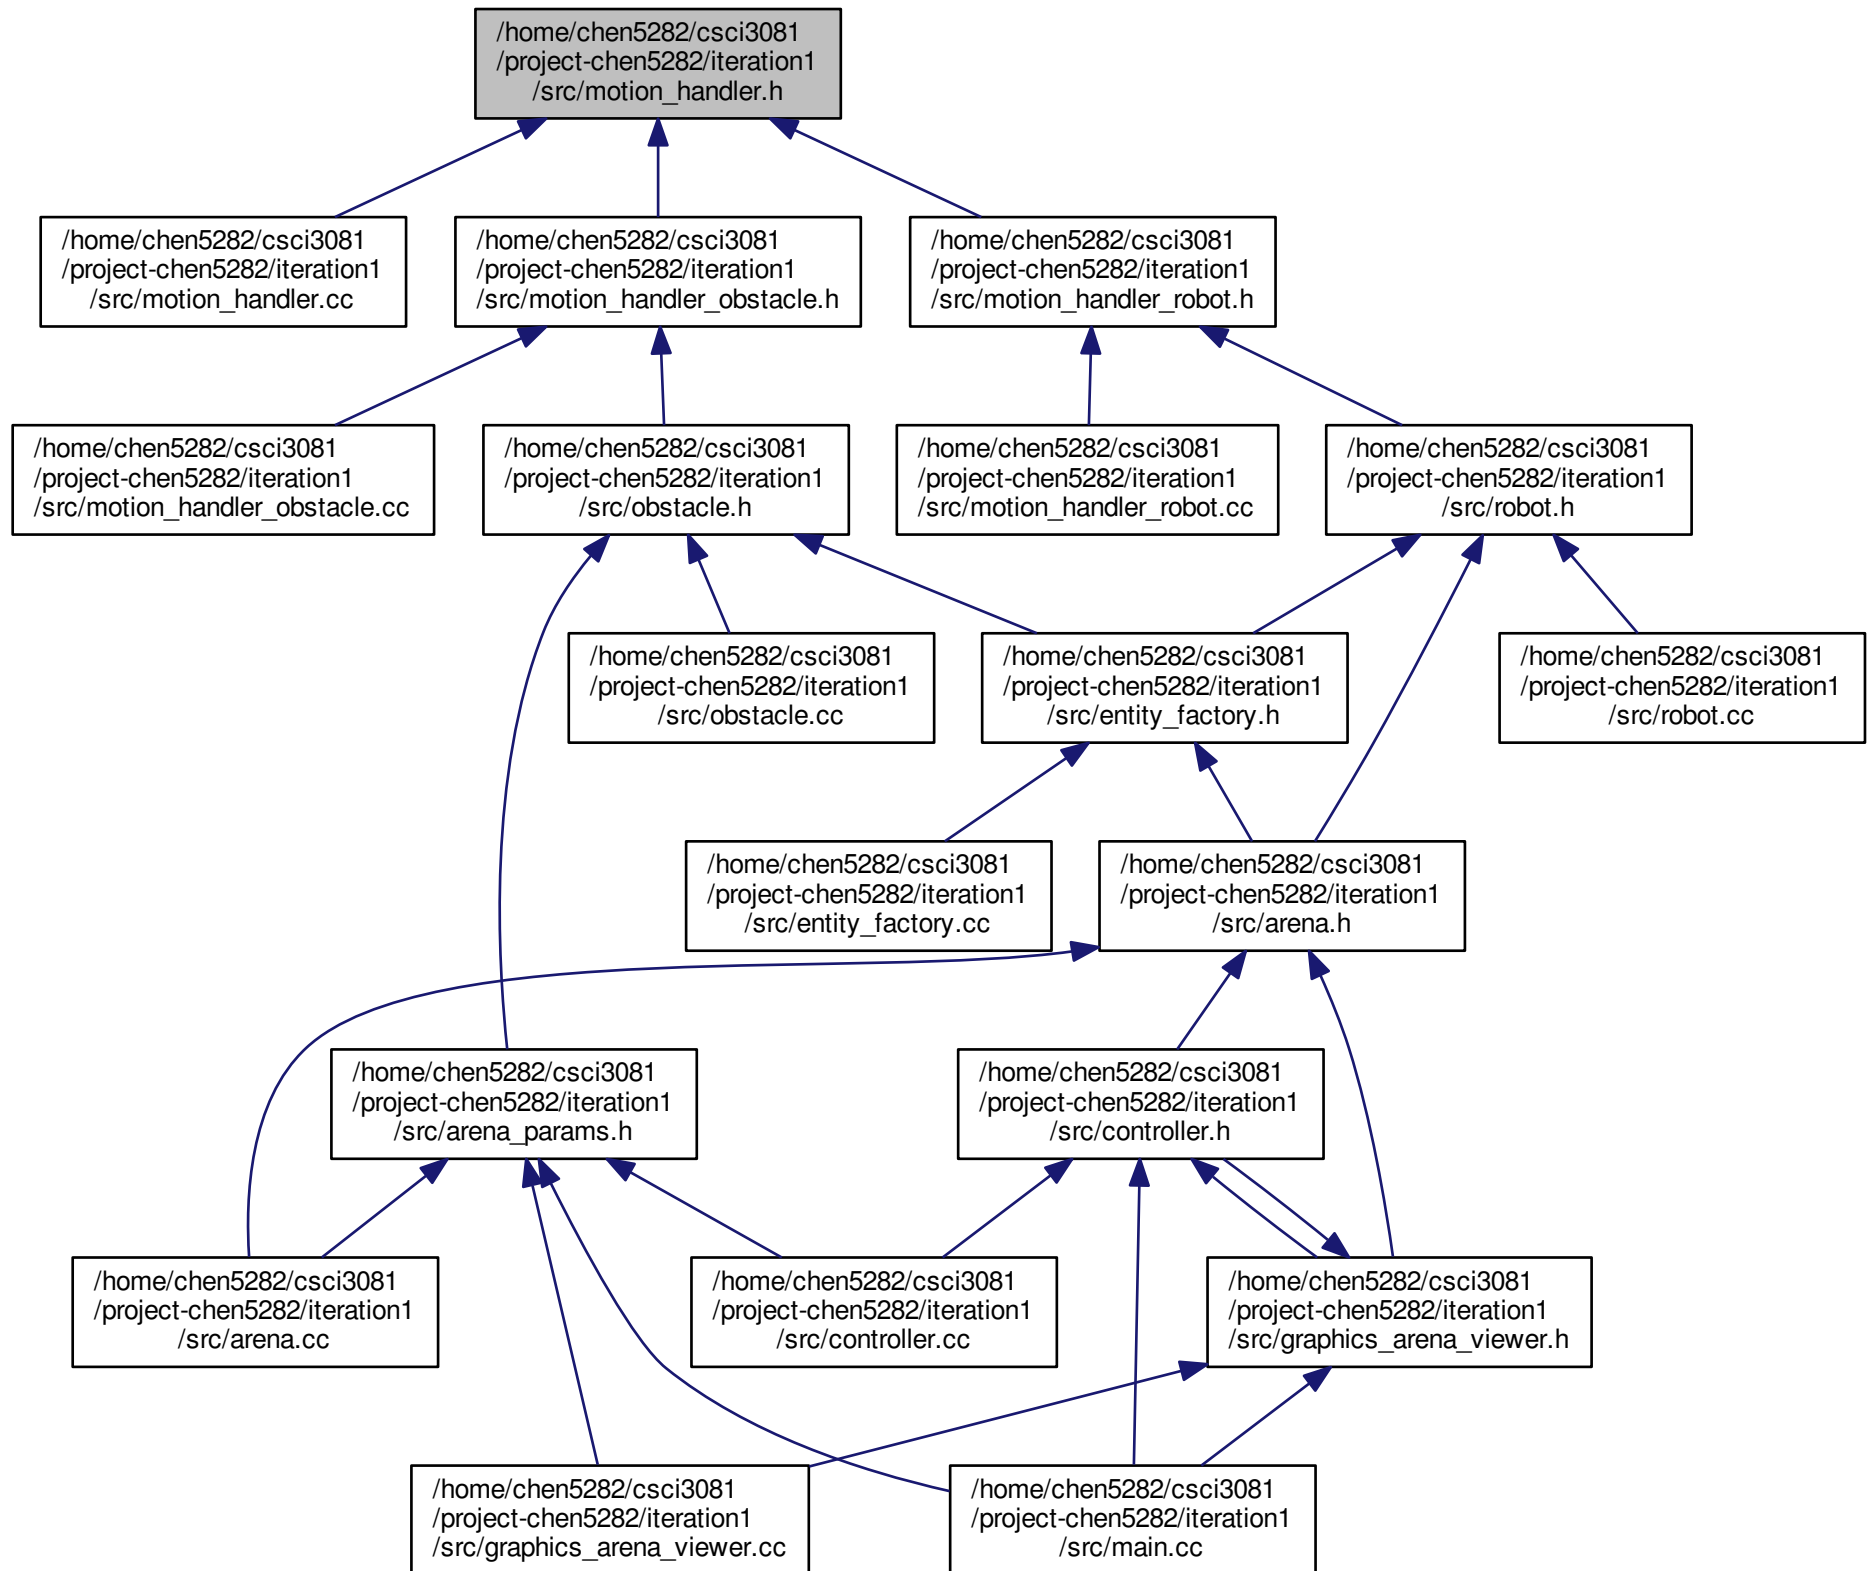 /home/chen5282/csci3081
/project-chen5282/iteration1
/src/motion_handler.h
/home/chen5282/csci3081
/project-chen5282/iteration1
/src/motion_handler.cc
/home/chen5282/csci3081
/project-chen5282/iteration1
/src/motion_handler_obstacle.h
/home/chen5282/csci3081
/project-chen5282/iteration1
/src/motion_handler_robot.h
/home/chen5282/csci3081
/project-chen5282/iteration1
/src/motion_handler_obstacle.cc
/home/chen5282/csci3081
/project-chen5282/iteration1
/src/obstacle.h
/home/chen5282/csci3081
/project-chen5282/iteration1
/src/motion_handler_robot.cc
/home/chen5282/csci3081
/project-chen5282/iteration1
/src/robot.h
/home/chen5282/csci3081
/project-chen5282/iteration1
/src/obstacle.cc
/home/chen5282/csci3081
/project-chen5282/iteration1
/src/entity_factory.h
/home/chen5282/csci3081
/project-chen5282/iteration1
/src/robot.cc
/home/chen5282/csci3081
/project-chen5282/iteration1
/src/entity_factory.cc
/home/chen5282/csci3081
/project-chen5282/iteration1
/src/arena.h
/home/chen5282/csci3081
/project-chen5282/iteration1
/src/arena_params.h
/home/chen5282/csci3081
/project-chen5282/iteration1
/src/controller.h
/home/chen5282/csci3081
/project-chen5282/iteration1
/src/arena.cc
/home/chen5282/csci3081
/project-chen5282/iteration1
/src/controller.cc
/home/chen5282/csci3081
/project-chen5282/iteration1
/src/graphics_arena_viewer.h
/home/chen5282/csci3081
/project-chen5282/iteration1
/src/graphics_arena_viewer.cc
/home/chen5282/csci3081
/project-chen5282/iteration1
/src/main.cc